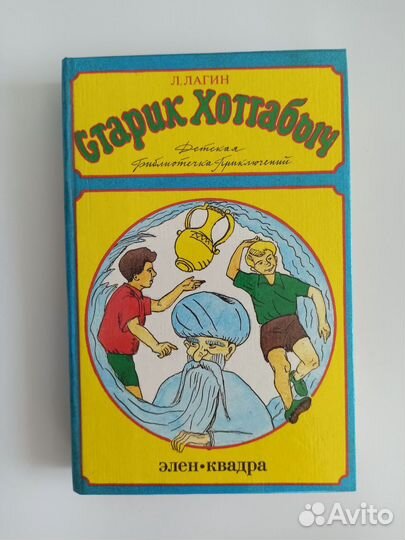 Л. ЛАГИН
Старик Хоттабыч
Детская
библиотечка приключений
элен•квадра
Avito